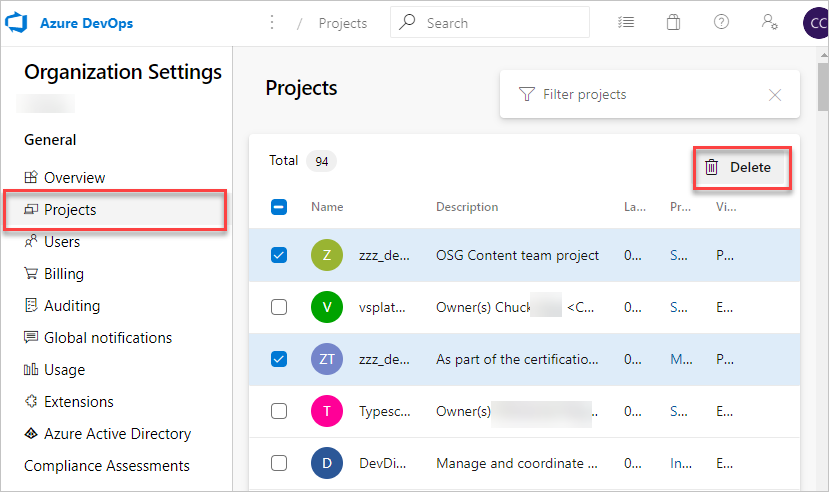 Azure DevOps
/ Projects
Search
CC
Organization Settings
General
Overview
Projects
Users
Billing
Auditing
Global notifications
Usage
Extensions
Azure Active Directory
Compliance Assessments
Projects
Filter projects
Total 94
Delete
Name Description La... Pr... Vi...
Z zzz_de... OSG Content team project 0... S... P...
V vsplat... Owner(s) Chuck <C... 0... S... E...
ZT zzz_de... As part of the certificatio... 0... M... P...
T Typesc... Owner(s) ... 0... S... E...
D DevDi... Manage and coordinate ... 0... In... E...